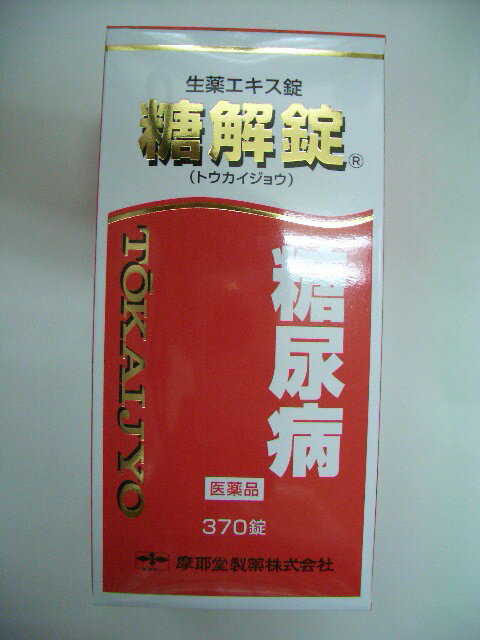 生薬エキス錠
糖解錠®
(トウカイジョウ)
TŌKAIJYO
糖尿病
医薬品
370錠
摩耶堂製薬株式会社